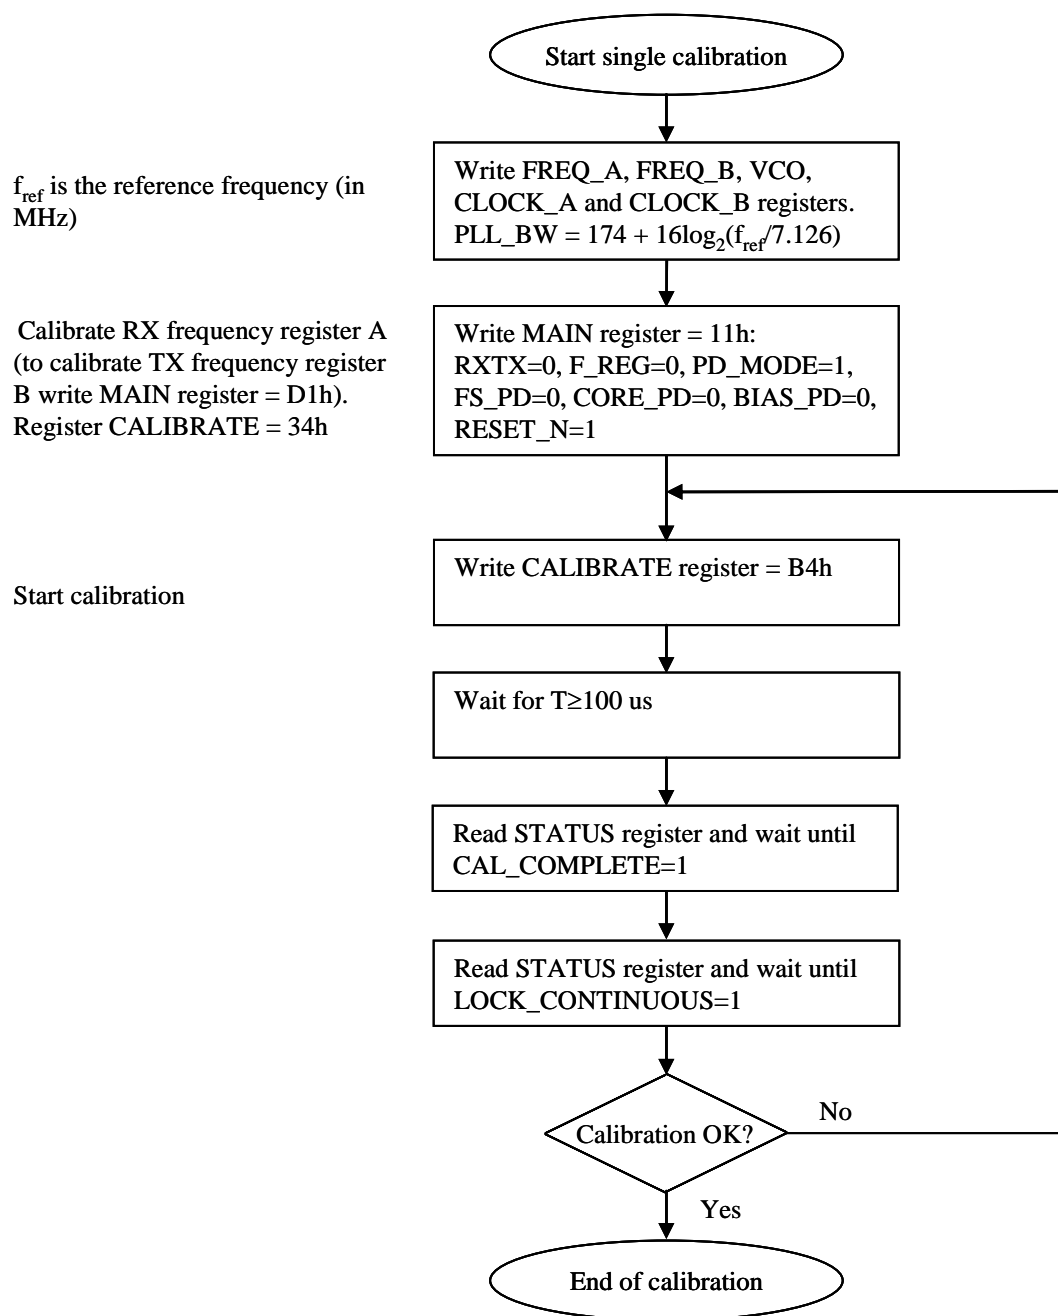 Start single calibration
f_ref is the reference frequency (in
MHz)
Write FREQ_A, FREQ_B, VCO,
CLOCK_A and CLOCK_B registers.
PLL_BW = 174 + 16log₂(f_ref/7.126)
Calibrate RX frequency register A
(to calibrate TX frequency register
B write MAIN register = D1h).
Register CALIBRATE = 34h
Write MAIN register = 11h:
RXTX=0, F_REG=0, PD_MODE=1,
FS_PD=0, CORE_PD=0, BIAS_PD=0,
RESET_N=1
Start calibration
Write CALIBRATE register = B4h
Wait for T≥100 us
Read STATUS register and wait until
CAL_COMPLETE=1
Read STATUS register and wait until
LOCK_CONTINUOUS=1
Calibration OK?
No
Yes
End of calibration